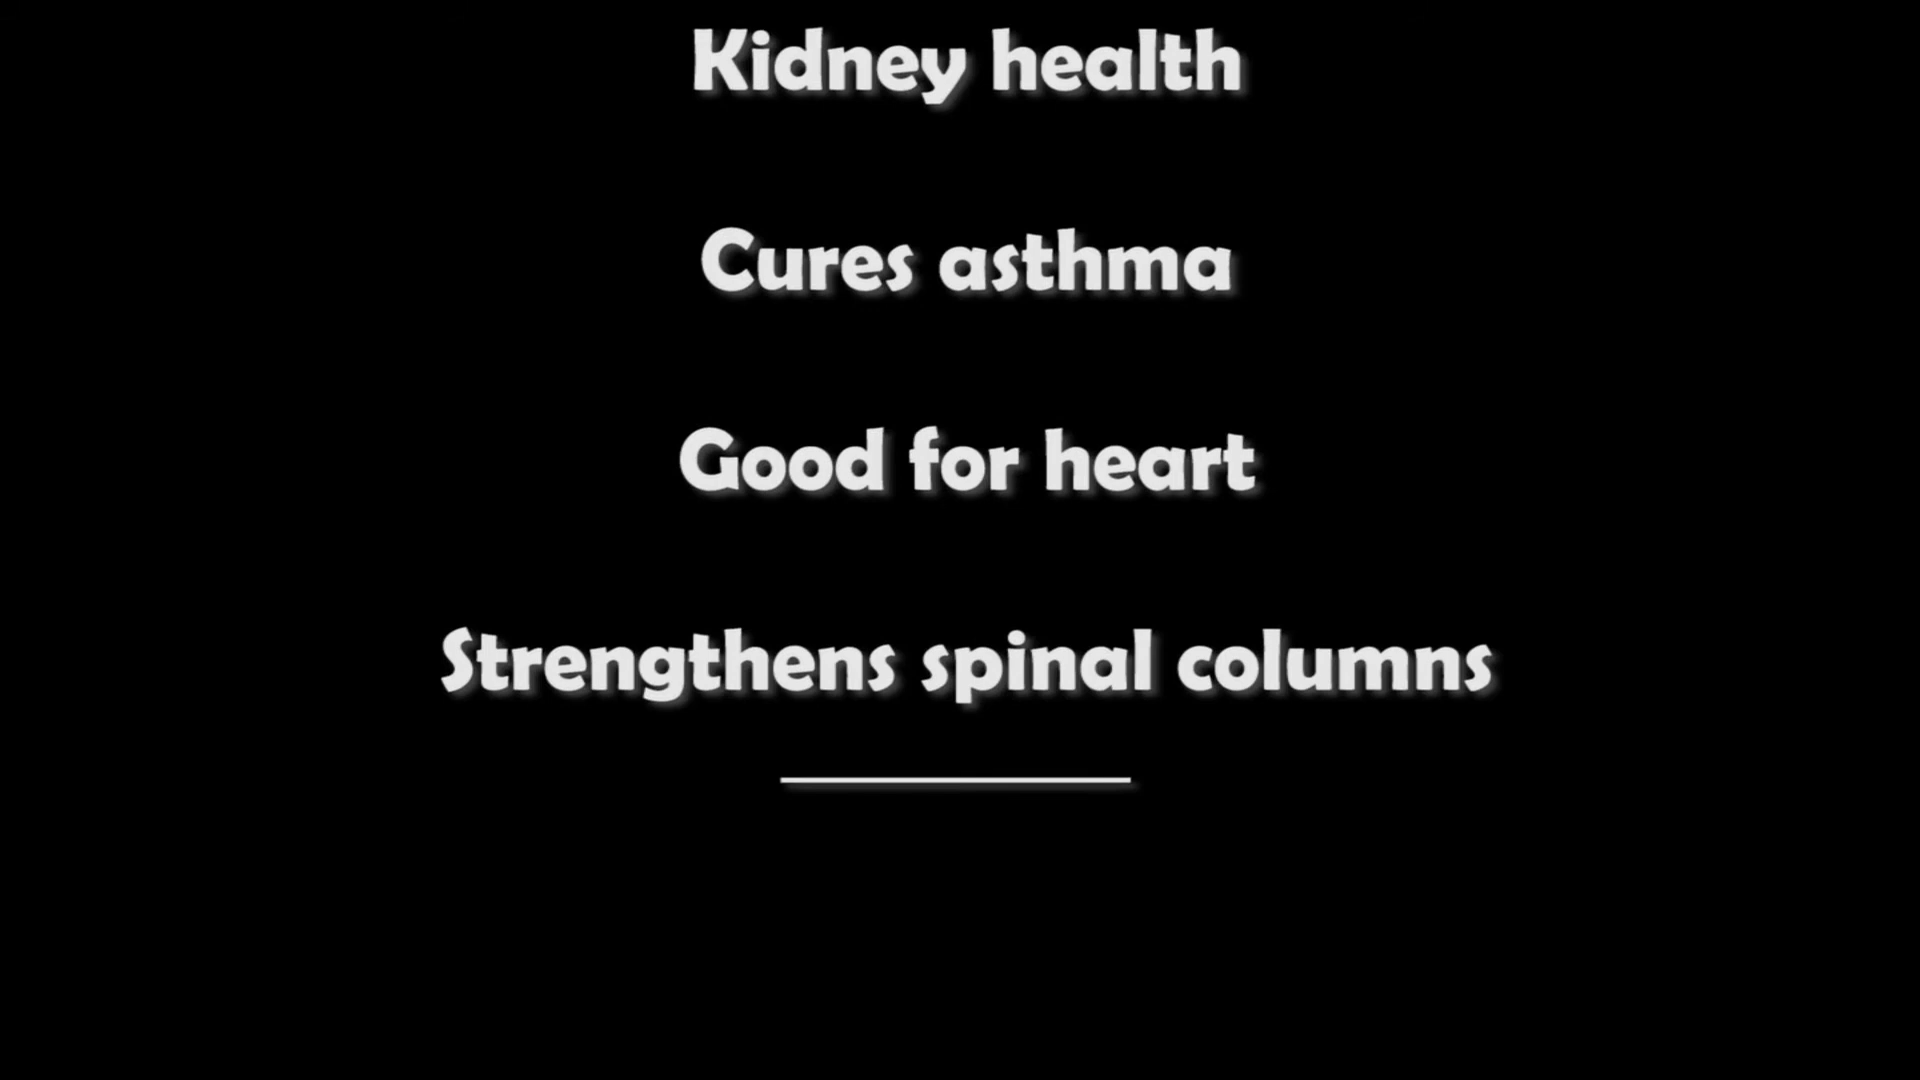 Kidney health
Cures asthma
Good for heart
Strengthens spinal columns